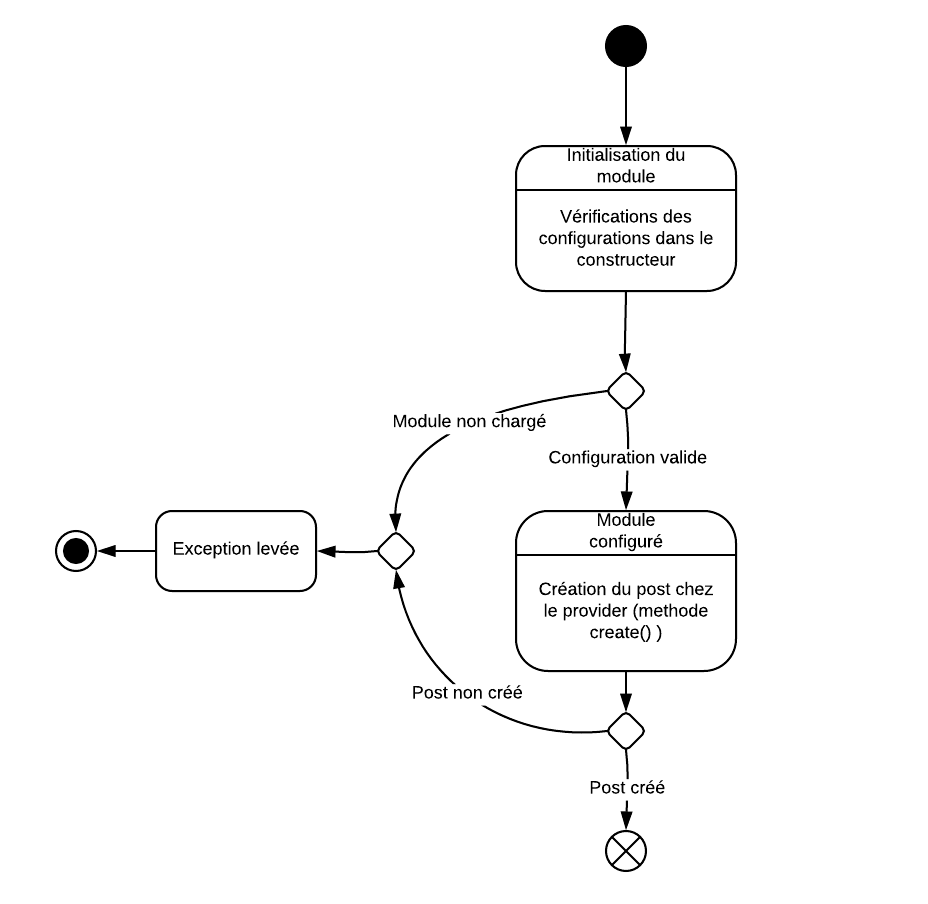 Initialisation du
module
Vérifications des
configurations dans le
constructeur
Module non chargé
Configuration valide
Module
configuré
Exception levée
Création du post chez
le provider (methode
create() )
Post non créé
Post créé